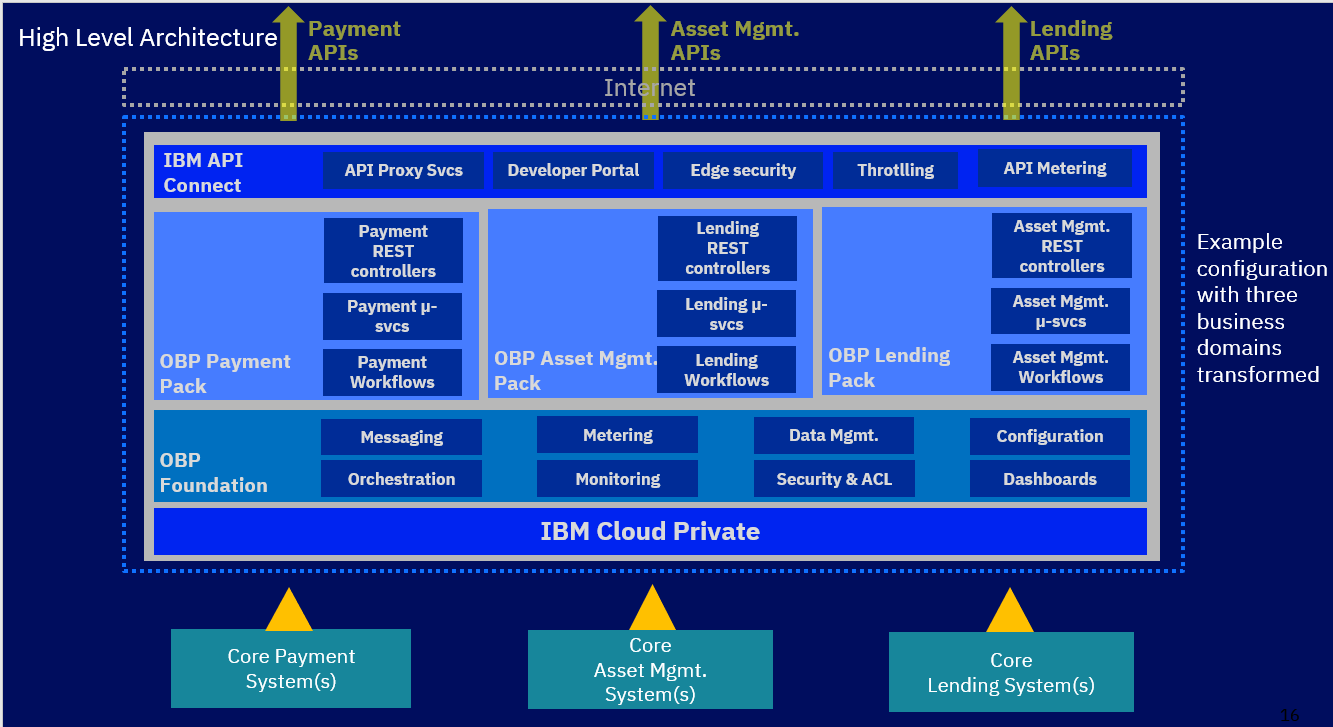 High Level Architecture
Payment
APIs
Asset Mgmt.
APIs
Lending
APIs
Internet
IBM API
Connect
API Proxy Svcs
Developer Portal
Edge security
Throtlling
API Metering
OBP Payment
Pack
Payment
REST
controllers
Payment µ-
svcs
Payment
Workflows
OBP Asset Mgmt.
Pack
Lending
REST
controllers
Lending µ-
svcs
Lending
Workflows
OBP Lending
Pack
Asset Mgmt.
REST
controllers
Asset Mgmt.
µ-svcs
Asset Mgmt.
Workflows
Example
configuration
with three
business
domains
transformed
OBP
Foundation
Messaging
Metering
Data Mgmt.
Configuration
Orchestration
Monitoring
Security & ACL
Dashboards
IBM Cloud Private
Core Payment
System(s)
Core
Asset Mgmt.
System(s)
Core
Lending System(s)
16